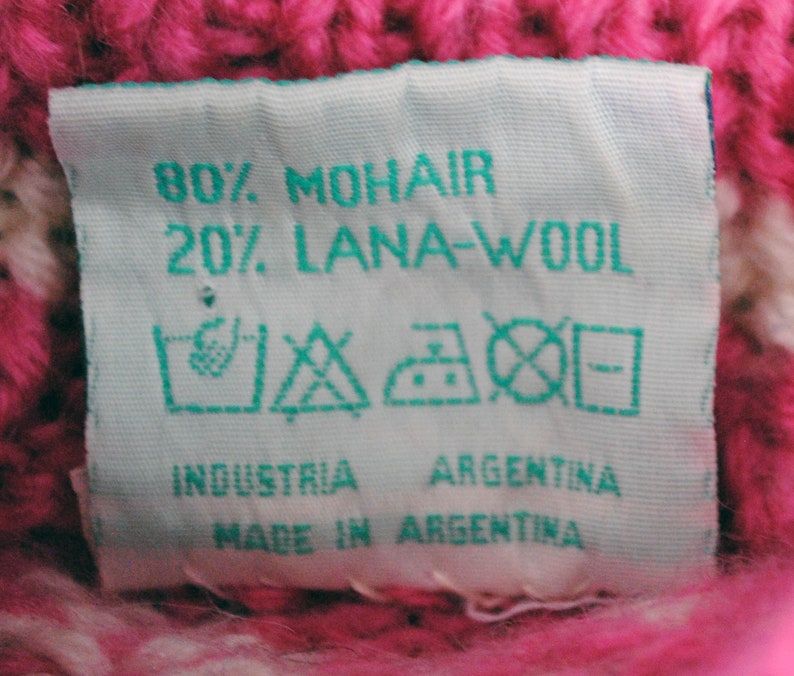 80% MOHAIR
20% LANA-WOOL
INDUSTRIA ARGENTINA
MADE IN ARGENTINA